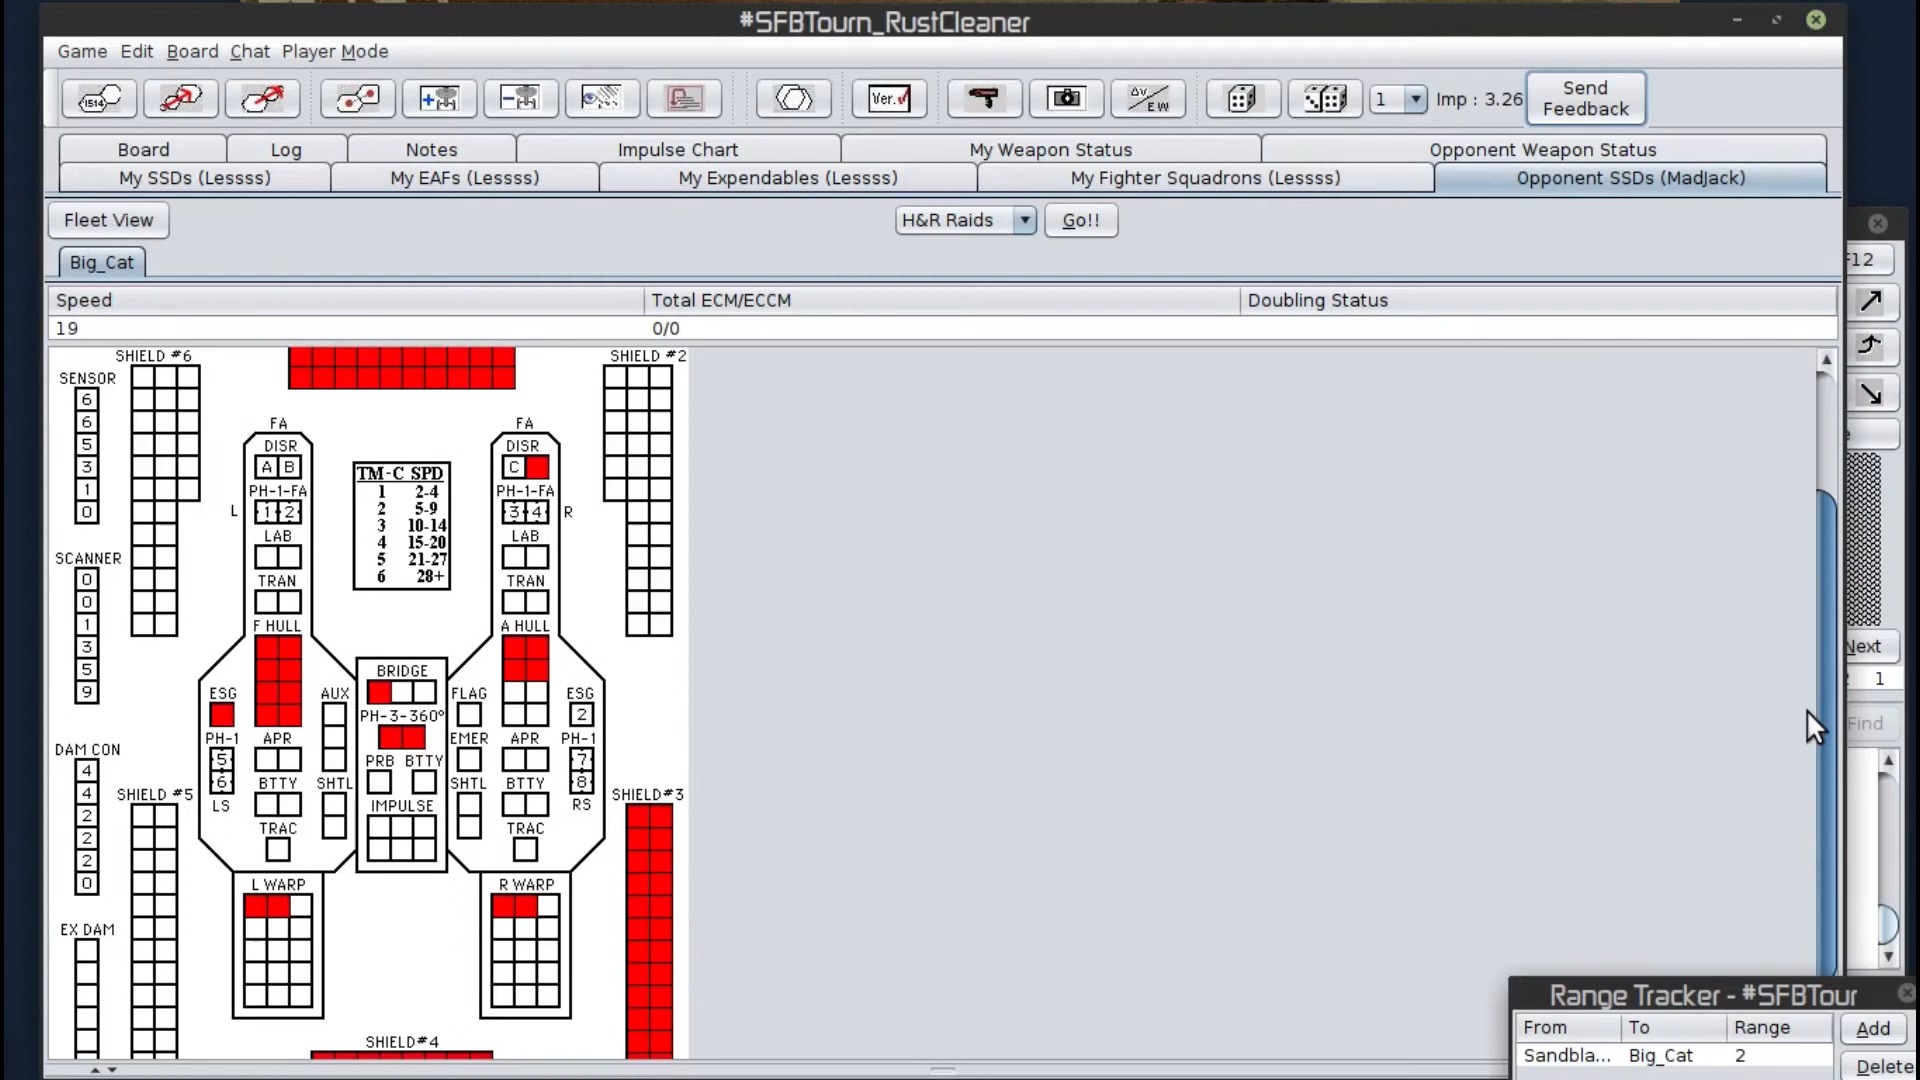 #SFBTourn_RustCleaner
Game Edit Board Chat Player Mode
1514 Ver. ΔV EW 1 Imp : 3.26 Send Feedback
Board Log Notes Impulse Chart My Weapon Status Opponent Weapon Status
My SSDs (Lessss) My EAFs (Lessss) My Expendables (Lessss) My Fighter Squadrons (Lessss) Opponent SSDs (MadJack)
Fleet View H&R Raids Go!!
F12
Big_Cat
Speed Total ECM/ECCM Doubling Status
19 0/0
SHIELD #6 SHIELD #2
SENSOR
6
6
5
3
1
0
FA FA
DISR DISR
A B C
PH-1-FA PH-1-FA
L 1 2 3 4 R
LAB LAB
TRAN TRAN
TM-C SPD
1 2-4
2 5-9
3 10-14
4 15-20
5 21-27
6 28+
SCANNER
0
0
1
3
5
9
F HULL A HULL
BRIDGE
ESG AUX FLAG ESG
2
PH-3-360°
PH-1 APR EMER APR PH-1
5 7
6 8
PRB BTTY
BTTY SHTL SHTL BTTY
LS IMPULSE RS
TRAC TRAC
DAM CON
4
4
2
2
2
0
SHIELD #5 SHIELD#3
L WARP R WARP
EX DAM
SHIELD#4
Next
1
Find
Range Tracker - #SFBTour
From To Range Add
Sandbla... Big_Cat 2
Delete